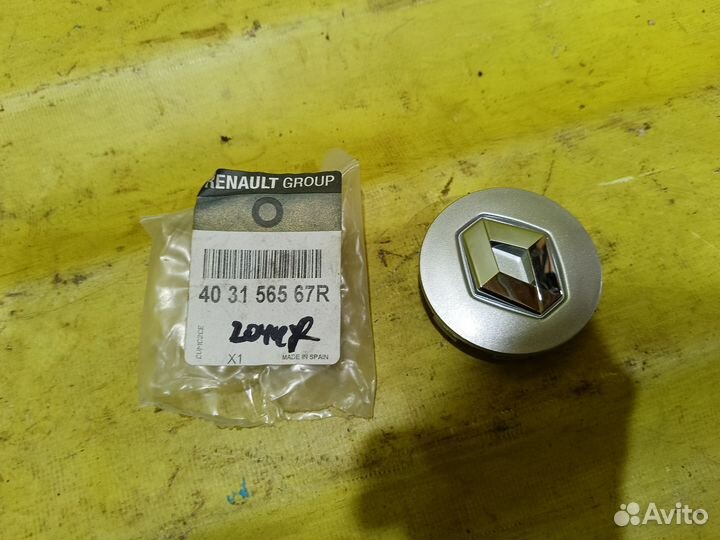 RENAULT GROUP
40 31 565 67R
X1
MADE IN SPAIN
Avito